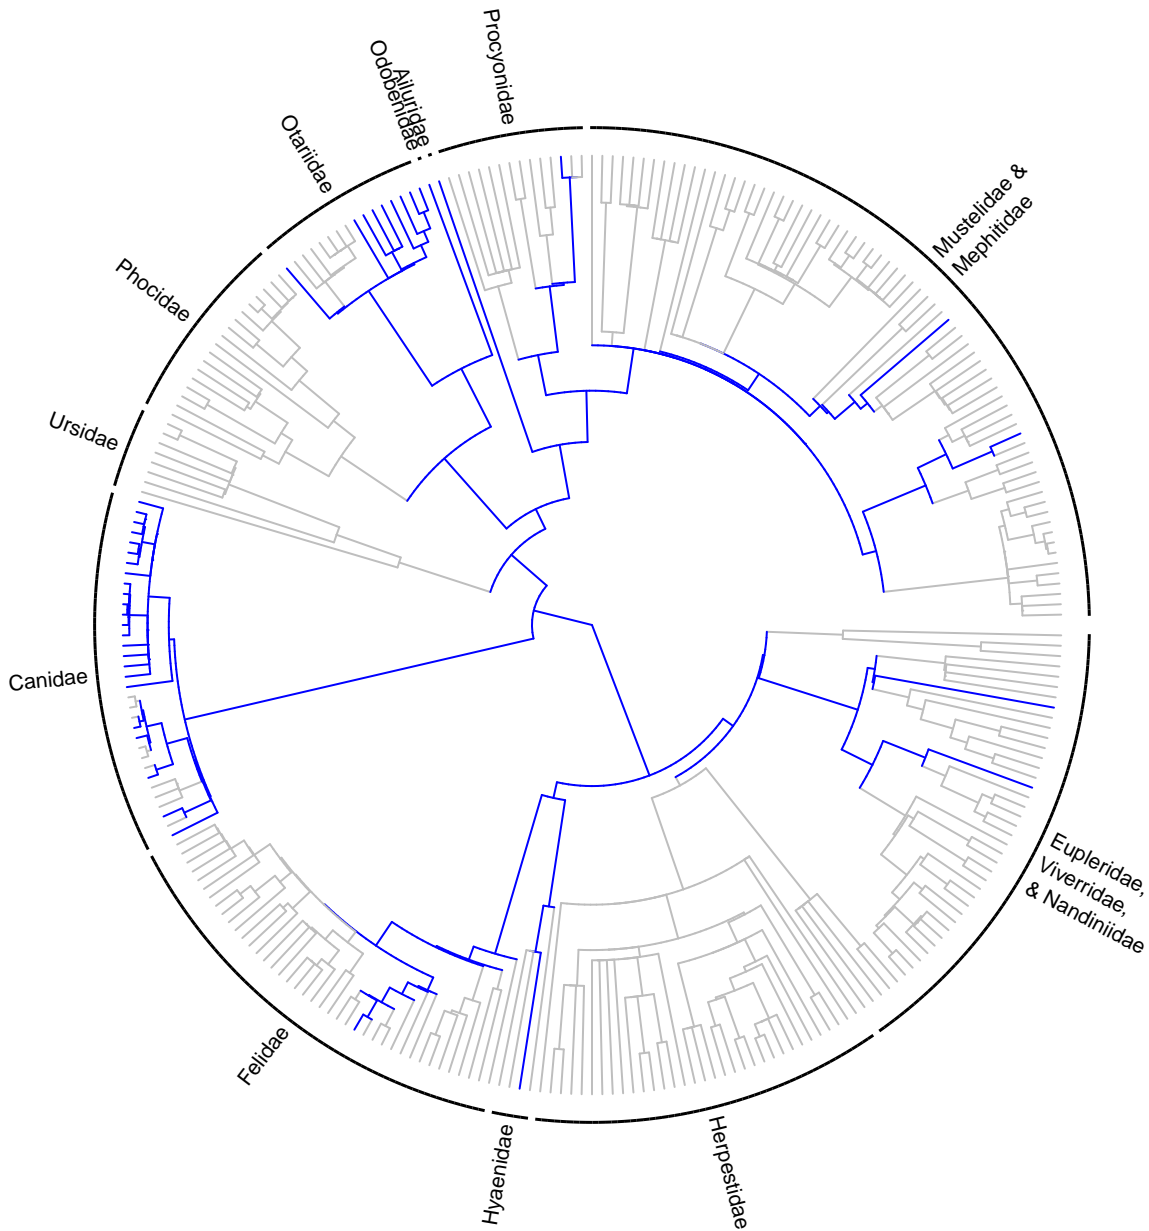 Procyonidae
Ailuridae
Odobenidae
Otariidae
Mustelidae &
Mephitidae
Phocidae
Ursidae
Canidae
Eupleridae,
Viverridae,
& Nandiniidae
Felidae
Hyaenidae
Herpestidae